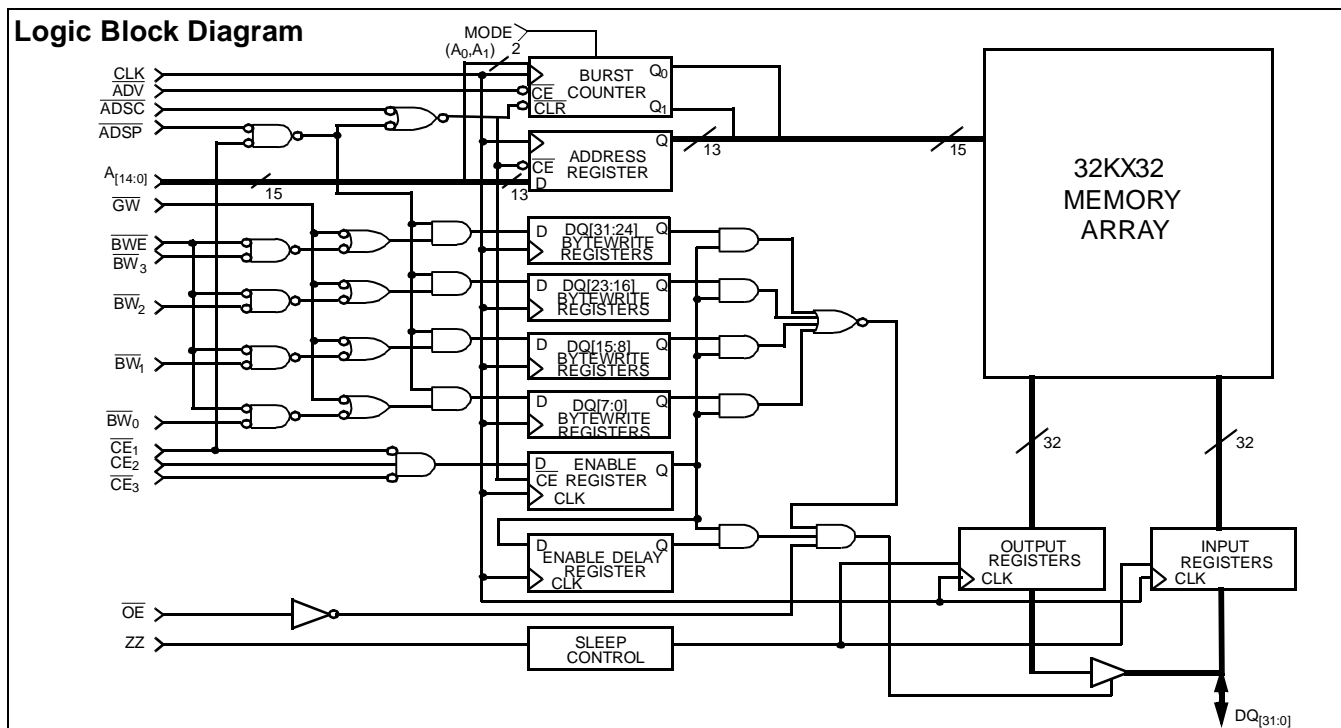 Logic Block Diagram
MODE
(A0,A1)
2
CLK
ADV
ADSC
ADSP
A[14:0]
15
GW
BWE
BW3
BW2
BW1
BW0
CE1
CE2
CE3
OE
ZZ
BURST
COUNTER
CE
CLR
Q0
Q1
ADDRESS
REGISTER
CE
D
Q
13
13
15
D DQ[31:24] Q
BYTEWRITE
REGISTERS
D DQ[23:16] Q
BYTEWRITE
REGISTERS
D DQ[15:8] Q
BYTEWRITE
REGISTERS
D DQ[7:0] Q
BYTEWRITE
REGISTERS
D ENABLE Q
CE REGISTER
CLK
D Q
ENABLE DELAY
REGISTER
CLK
SLEEP
CONTROL
32KX32
MEMORY
ARRAY
32
32
OUTPUT
REGISTERS
CLK
INPUT
REGISTERS
CLK
DQ[31:0]